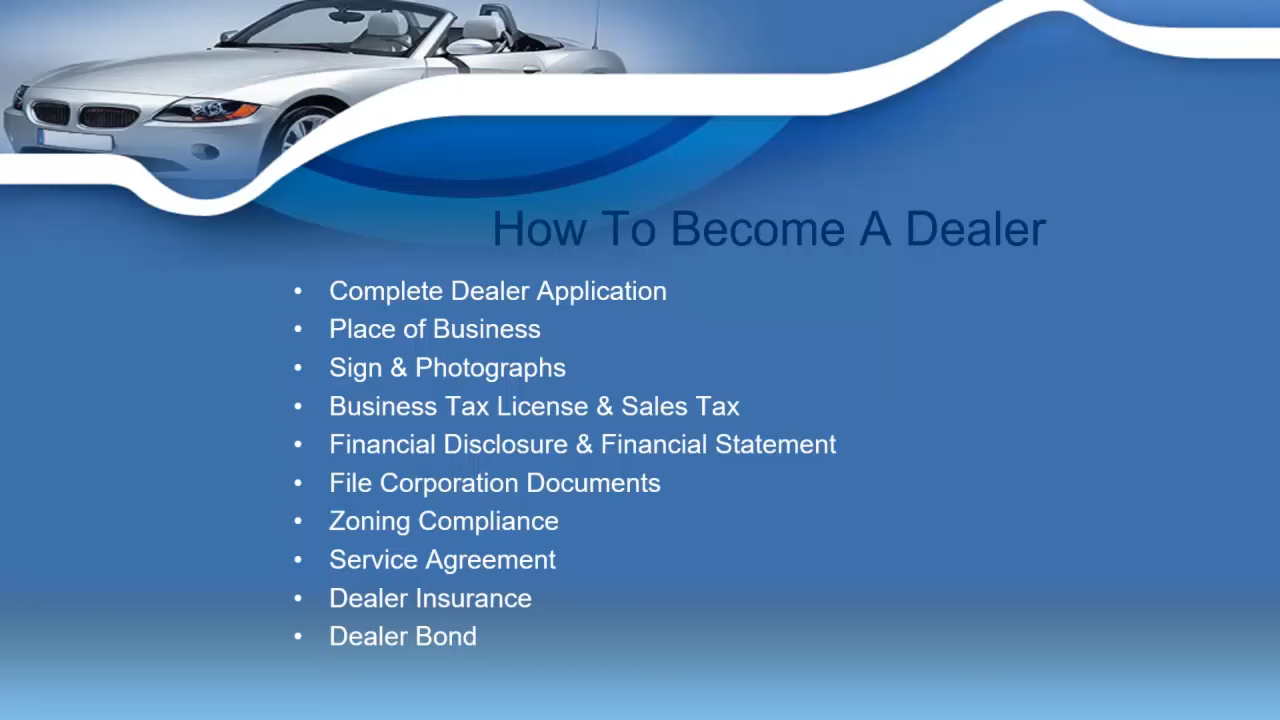 How To Become A Dealer
• Complete Dealer Application
• Place of Business
• Sign & Photographs
• Business Tax License & Sales Tax
• Financial Disclosure & Financial Statement
• File Corporation Documents
• Zoning Compliance
• Service Agreement
• Dealer Insurance
• Dealer Bond